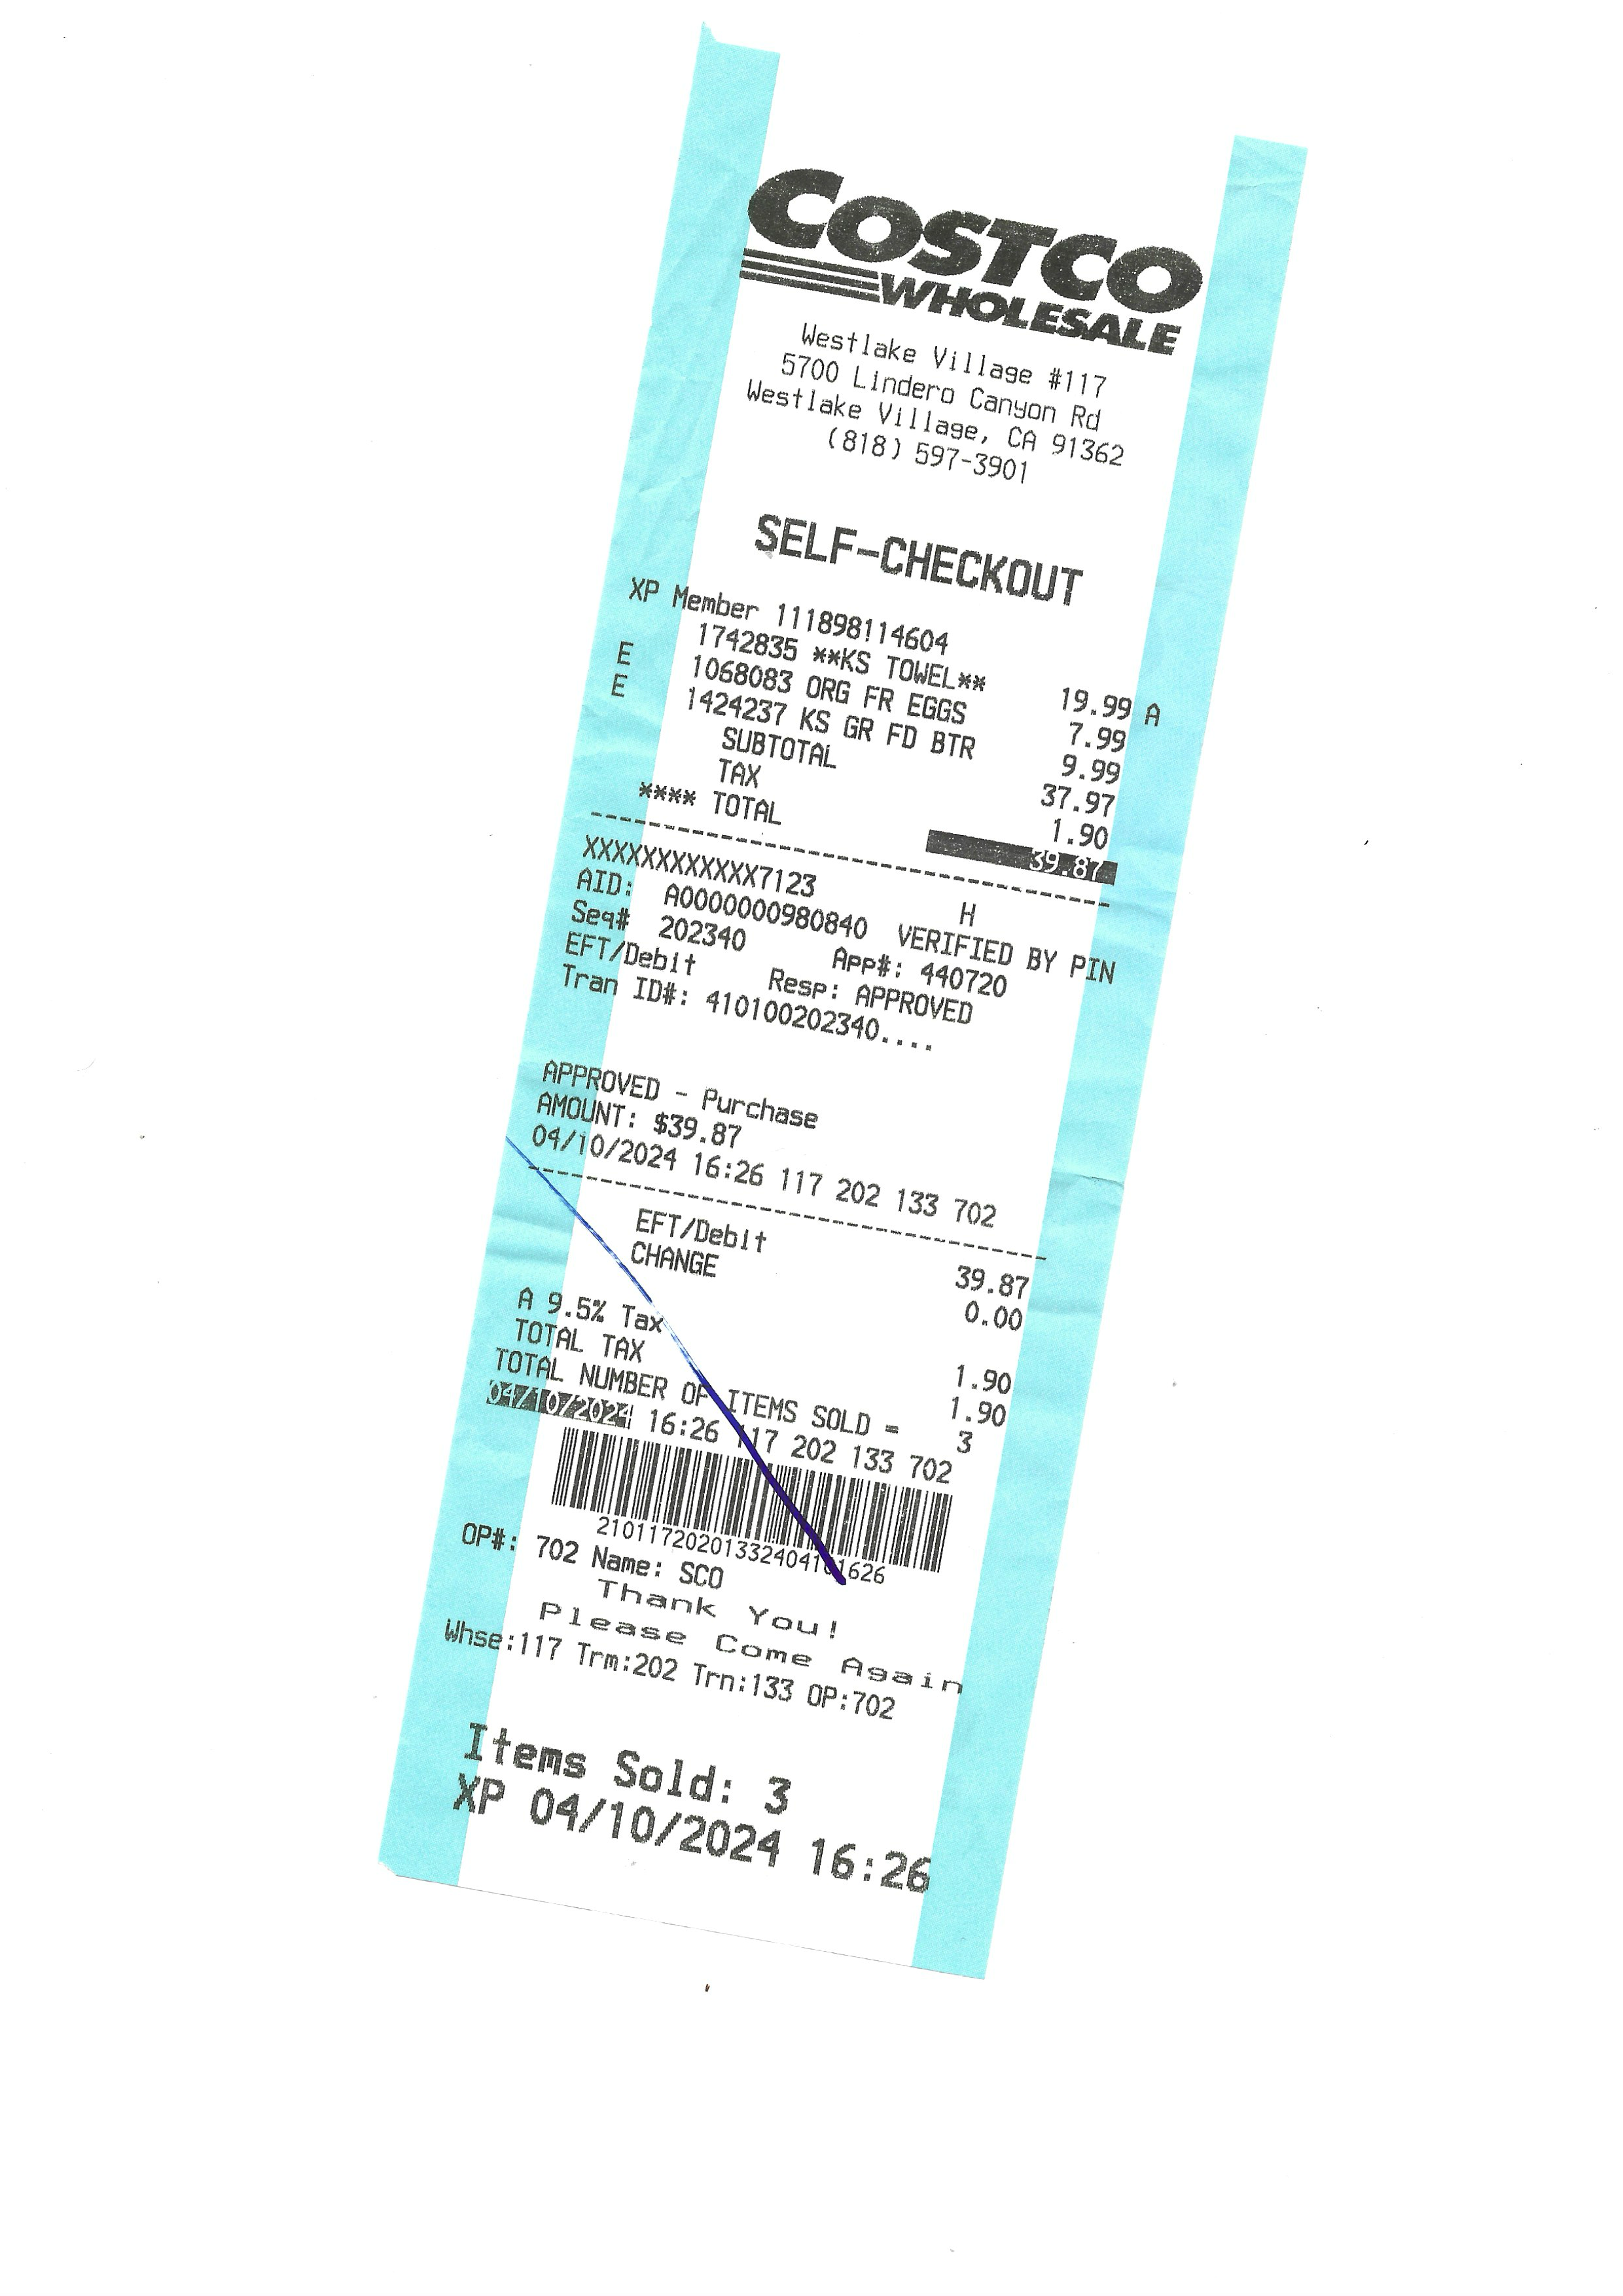 COSTCO
WHOLESALE
Westlake Village #117
5700 Lindero Canyon Rd
Westlake Village, CA 91362
(818) 597-3901
SELF-CHECKOUT
XP Member 111898114604
1742835 **KS TOWEL** 19.99 A
E 1068083 ORG FR EGGS 7.99
E 1424237 KS GR FD BTR 9.99
SUBTOTAL 37.97
TAX 1.90
**** TOTAL 39.87
XXXXXXXXXXXX7123 H
AID: A0000000980840 VERIFIED BY PIN
Seq# 202340 App#: 440720
EFT/Debit Resp: APPROVED
Tran ID#: 410100202340....
APPROVED - Purchase
AMOUNT: $39.87
04/10/2024 16:26 117 202 133 702
EFT/Debit 39.87
CHANGE 0.00
A 9.5% Tax 1.90
TOTAL TAX 1.90
TOTAL NUMBER OF ITEMS SOLD = 3
04/10/2024 16:26 117 202 133 702
21011720201332404101626
OP#: 702 Name: SCO
Thank You!
Please Come Again
Whse:117 Trm:202 Trn:133 OP:702
Items Sold: 3
XP 04/10/2024 16:26